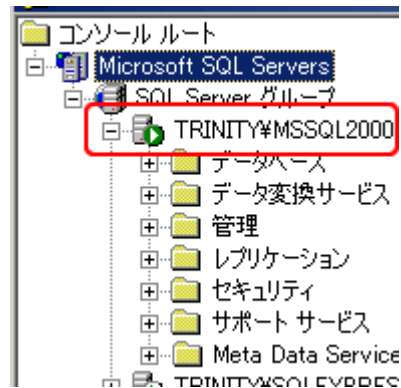 コンソール ルート
Microsoft SQL Servers
SQL Server グループ
TRINITY¥MSSQL2000
データベース
データ変換サービス
管理
レプリケーション
セキュリティ
サポート サービス
Meta Data Service
TRINITY¥SQLEXPRES